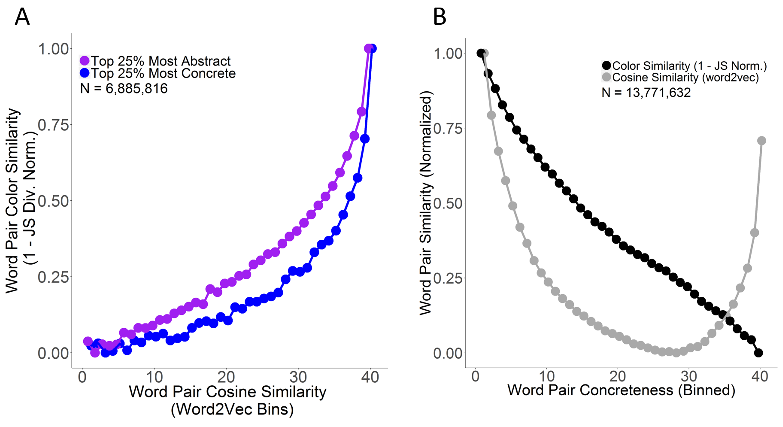 A
Word Pair Color Similarity
(1 - JS Div. Norm.)
1.00
0.75
0.50
0.25
0.00
Top 25% Most Abstract
Top 25% Most Concrete
N = 6,885,816
0 10 20 30 40
Word Pair Cosine Similarity
(Word2Vec Bins)
B
Word Pair Similarity (Normalized)
1.00
0.75
0.50
0.25
0.00
Color Similarity (1 - JS Norm.)
Cosine Similarity (word2vec)
N = 13,771,632
0 10 20 30 40
Word Pair Concreteness (Binned)